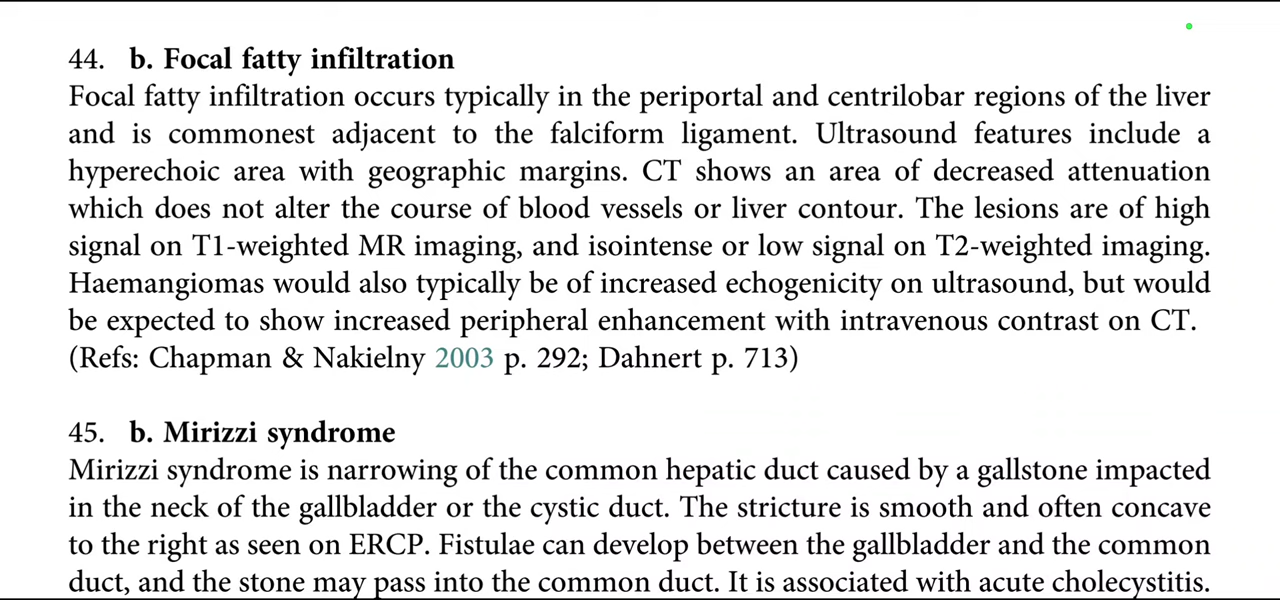 44. b. Focal fatty infiltration
Focal fatty infiltration occurs typically in the periportal and centrilobar regions of the liver
and is commonest adjacent to the falciform ligament. Ultrasound features include a
hyperechoic area with geographic margins. CT shows an area of decreased attenuation
which does not alter the course of blood vessels or liver contour. The lesions are of high
signal on T1-weighted MR imaging, and isointense or low signal on T2-weighted imaging.
Haemangiomas would also typically be of increased echogenicity on ultrasound, but would
be expected to show increased peripheral enhancement with intravenous contrast on CT.
(Refs: Chapman & Nakielny 2003 p. 292; Dahnert p. 713)
45. b. Mirizzi syndrome
Mirizzi syndrome is narrowing of the common hepatic duct caused by a gallstone impacted
in the neck of the gallbladder or the cystic duct. The stricture is smooth and often concave
to the right as seen on ERCP. Fistulae can develop between the gallbladder and the common
duct, and the stone may pass into the common duct. It is associated with acute cholecystitis.